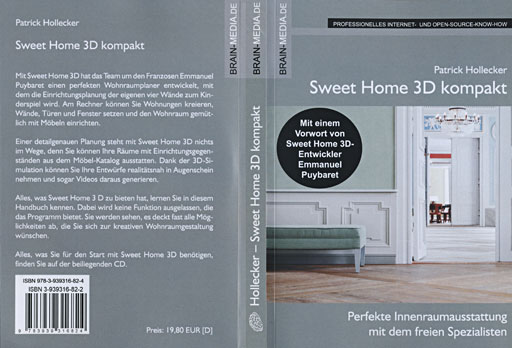 Patrick Hollecker
Sweet Home 3D kompakt
Mit Sweet Home 3D hat das Team um den Franzosen Emmanuel
Puybaret einen perfekten Wohnraumplaner entwickelt, mit
dem die Einrichtungsplanung der eigenen vier Wände zum Kin-
derspiel wird. Am Rechner können Sie Wohnungen kreieren,
Wände, Türen und Fenster setzen und den Wohnraum gemüt-
lich mit Möbeln einrichten.
Einer detailgenauen Planung steht mit Sweet Home 3D nichts
im Wege, denn Sie können Ihre Räume mit Einrichtungsgegen-
ständen aus dem Möbel-Katalog ausstatten. Dank der 3D-Si-
mulation können Sie Ihre Entwürfe realitätsnah in Augenschein
nehmen und sogar Videos daraus generieren.
Alles, was Sweet Home 3 D zu bieten hat, lernen Sie in diesem
Handbuch kennen. Dabei wird keine Funktion ausgelassen, die
das Programm bietet. Sie werden sehen, es deckt fast alle Mög-
lichkeiten ab, die Sie sich zur kreativen Wohnraumgestaltung
wünschen.
Alles, was Sie für den Start mit Sweet Home 3D benötigen,
finden Sie auf der beiliegenden CD.
ISBN 978-3-939316-82-4
ISBN 3-939316-82-2
9 783939 316824
Preis: 19,80 EUR [D]
BRAIN-MEDIA.DE
BRAIN-MEDIA.DE
Hollecker – Sweet Home 3D kompakt
BRAIN-MEDIA.DE
PROFESSIONELLES INTERNET- UND OPEN-SOURCE-KNOW-HOW
Patrick Hollecker
Sweet Home 3D kompakt
Mit einem
Vorwort von
Sweet Home 3D-
Entwickler
Emmanuel
Puybaret
Perfekte Innenraumausstattung
mit dem freien Spezialisten